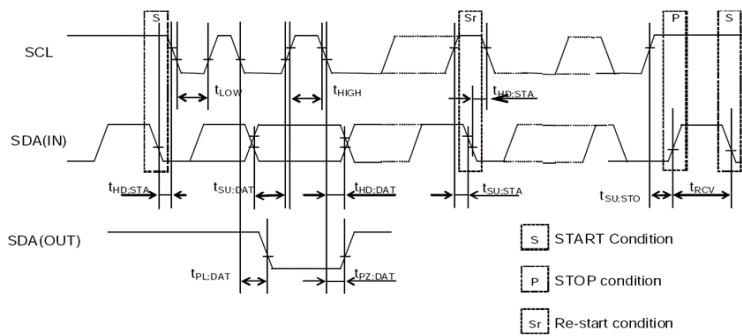 S Sr P S
SCL
tLOW tHIGH tHD:STA
SDA(IN)
tHD:STA tSU:DAT tHD:DAT tSU:STA tSU:STO tRCV
SDA(OUT)
tPL:DAT tPZ:DAT
S START Condition
P STOP condition
Sr Re-start condition